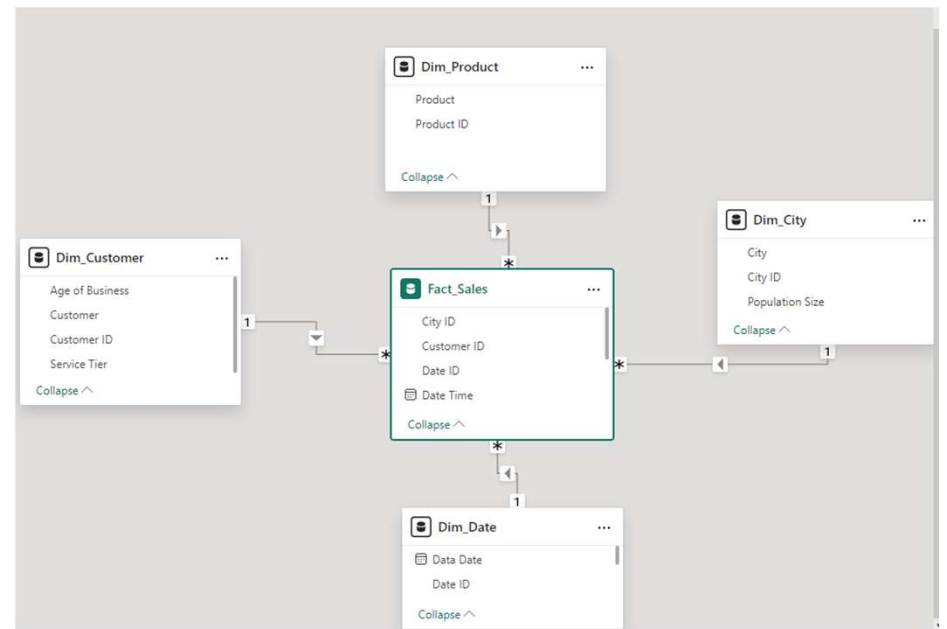 Dim_Product ...
Product
Product ID
Collapse
1
*
Dim_City ...
City
City ID
Population Size
Collapse
1
*
Dim_Customer ...
Age of Business
Customer
Customer ID
Service Tier
Collapse
1
*
Fact_Sales ...
City ID
Customer ID
Date ID
Date Time
Collapse
*
1
Dim_Date ...
Data Date
Date ID
Collapse